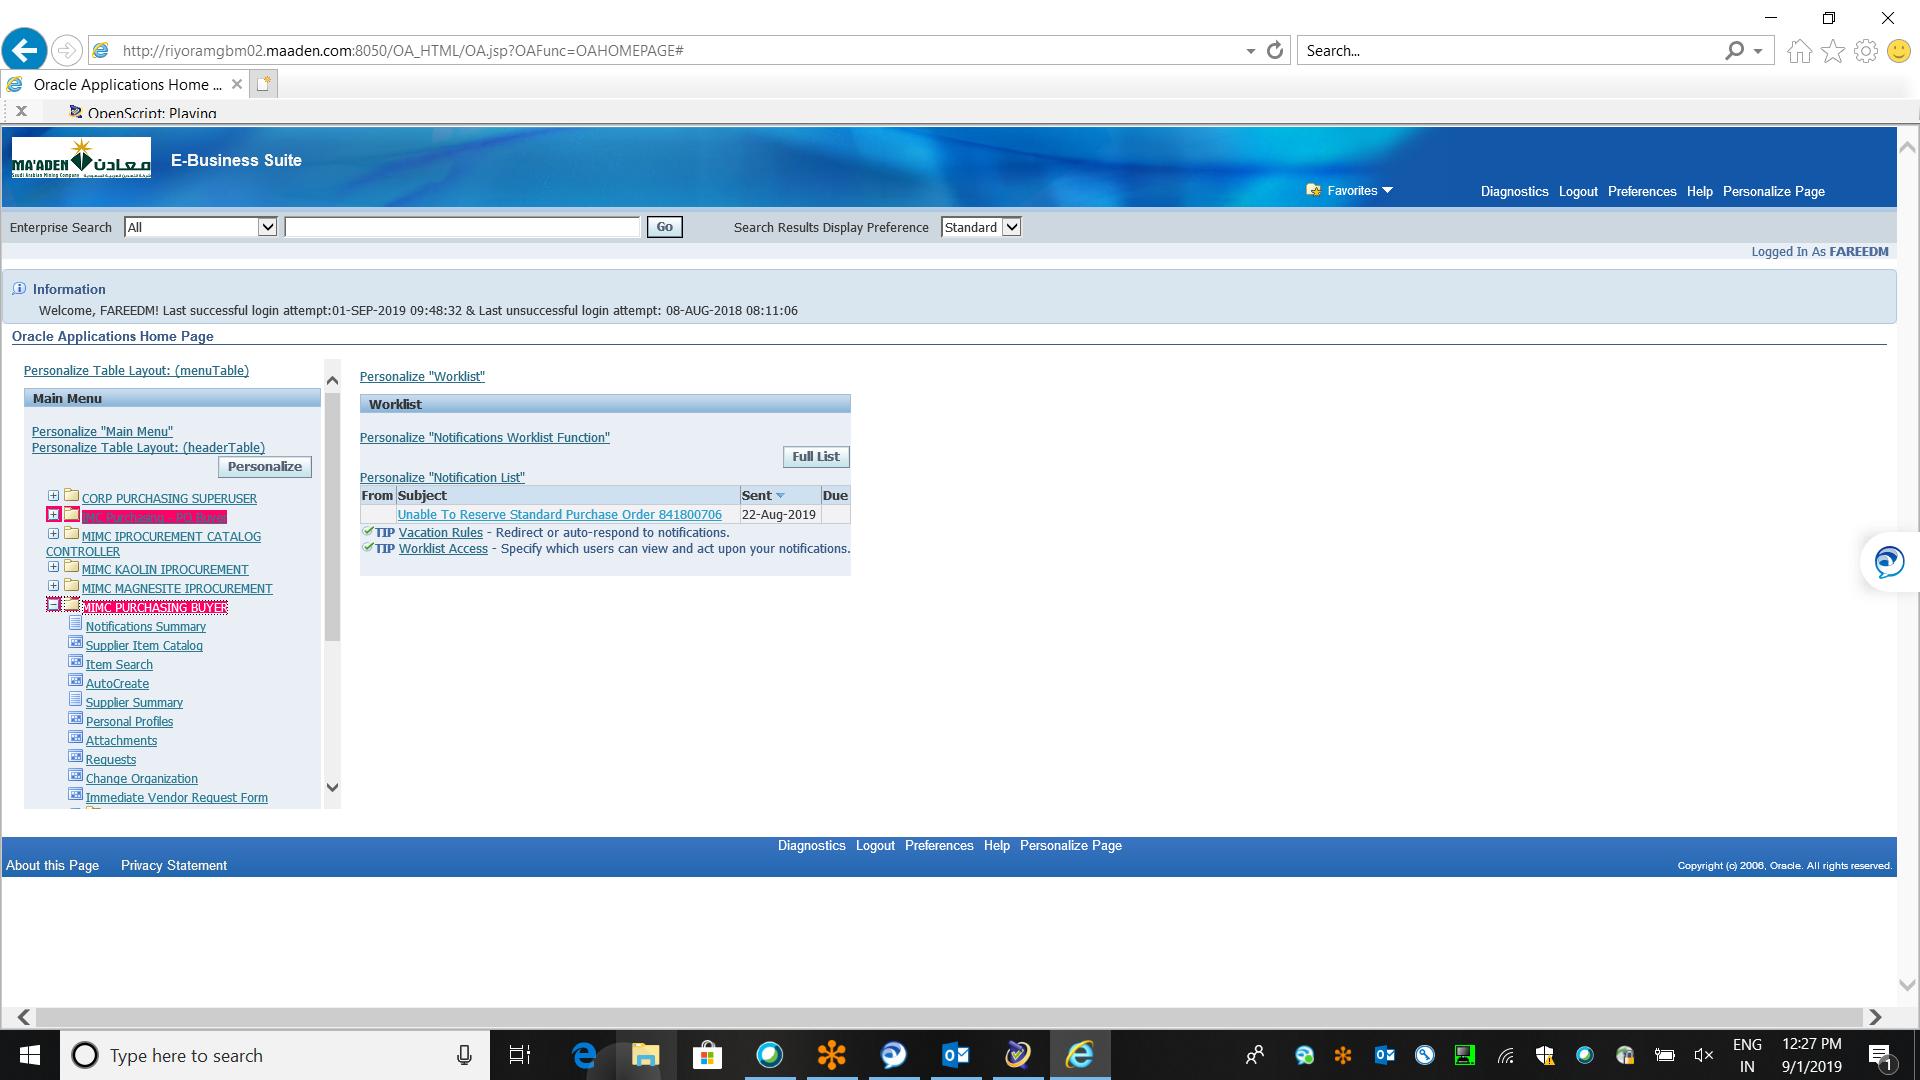 http://riyoramgbm02.maaden.com:8050/OA_HTML/OA.jsp?OAFunc=OAHOMEPAGE#
Search...
Oracle Applications Home ...
OpenScript: Playing
MA'ADEN معادن
Saudi Arabian Mining Company
E-Business Suite
Favorites
Diagnostics Logout Preferences Help Personalize Page
Enterprise Search All Go Search Results Display Preference Standard
Logged In As FAREEDM
Information
Welcome, FAREEDM! Last successful login attempt:01-SEP-2019 09:48:32 & Last unsuccessful login attempt: 08-AUG-2018 08:11:06
Oracle Applications Home Page
Personalize Table Layout: (menuTable)
Main Menu
Personalize "Main Menu"
Personalize Table Layout: (headerTable)
Personalize
CORP PURCHASING SUPERUSER
IMC Purchasing - PO Buyer
MIMC IPROCUREMENT CATALOG
CONTROLLER
MIMC KAOLIN IPROCUREMENT
MIMC MAGNESITE IPROCUREMENT
MIMC PURCHASING BUYER
Notifications Summary
Supplier Item Catalog
Item Search
AutoCreate
Supplier Summary
Personal Profiles
Attachments
Requests
Change Organization
Immediate Vendor Request Form
Personalize "Worklist"
Worklist
Personalize "Notifications Worklist Function"
Full List
Personalize "Notification List"
From Subject Sent Due
Unable To Reserve Standard Purchase Order 841800706 22-Aug-2019
TIP Vacation Rules - Redirect or auto-respond to notifications.
TIP Worklist Access - Specify which users can view and act upon your notifications.
Diagnostics Logout Preferences Help Personalize Page
About this Page Privacy Statement
Copyright (c) 2006, Oracle. All rights reserved.
Type here to search
ENG
IN
12:27 PM
9/1/2019
1